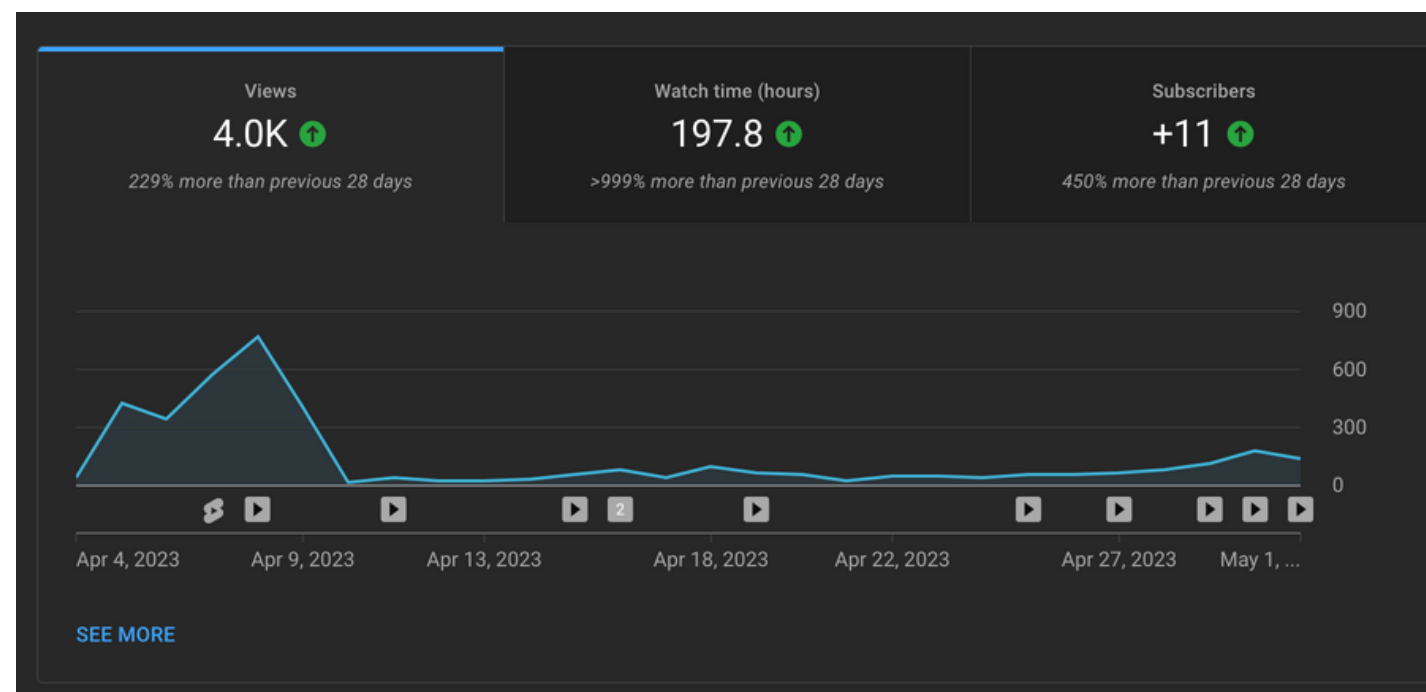 Views
4.0K
229% more than previous 28 days
Watch time (hours)
197.8
>999% more than previous 28 days
Subscribers
+11
450% more than previous 28 days
900
600
300
0
2
Apr 4, 2023
Apr 9, 2023
Apr 13, 2023
Apr 18, 2023
Apr 22, 2023
Apr 27, 2023
May 1, ...
SEE MORE